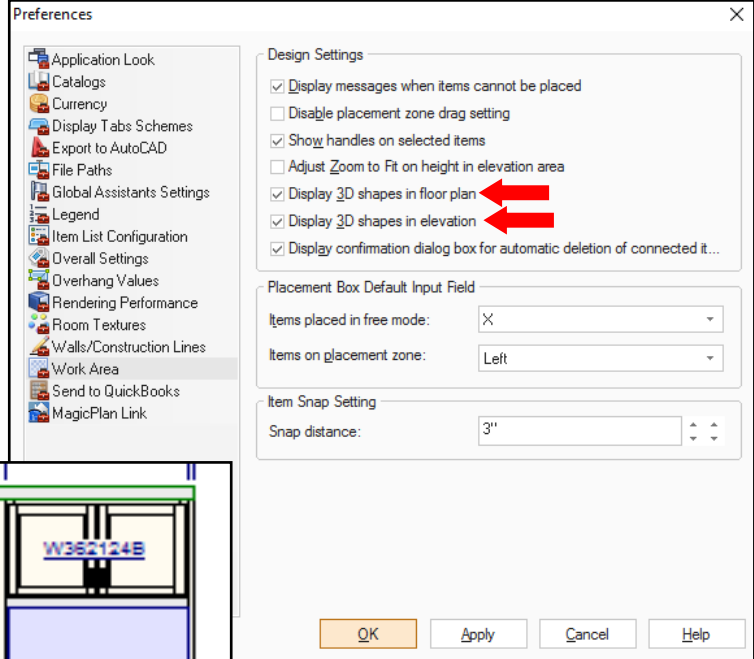 Preferences
Application Look
Catalogs
Currency
Display Tabs Schemes
Export to AutoCAD
File Paths
Global Assistants Settings
Legend
Item List Configuration
Overall Settings
Overhang Values
Rendering Performance
Room Textures
Walls/Construction Lines
Work Area
Send to QuickBooks
MagicPlan Link
Design Settings
Display messages when items cannot be placed
Disable placement zone drag setting
Show handles on selected items
Adjust Zoom to Fit on height in elevation area
Display 3D shapes in floor plan
Display 3D shapes in elevation
Display confirmation dialog box for automatic deletion of connected it...
Placement Box Default Input Field
Items placed in free mode: X
Items on placement zone: Left
Item Snap Setting
Snap distance: 3"
W362124B
OK Apply Cancel Help